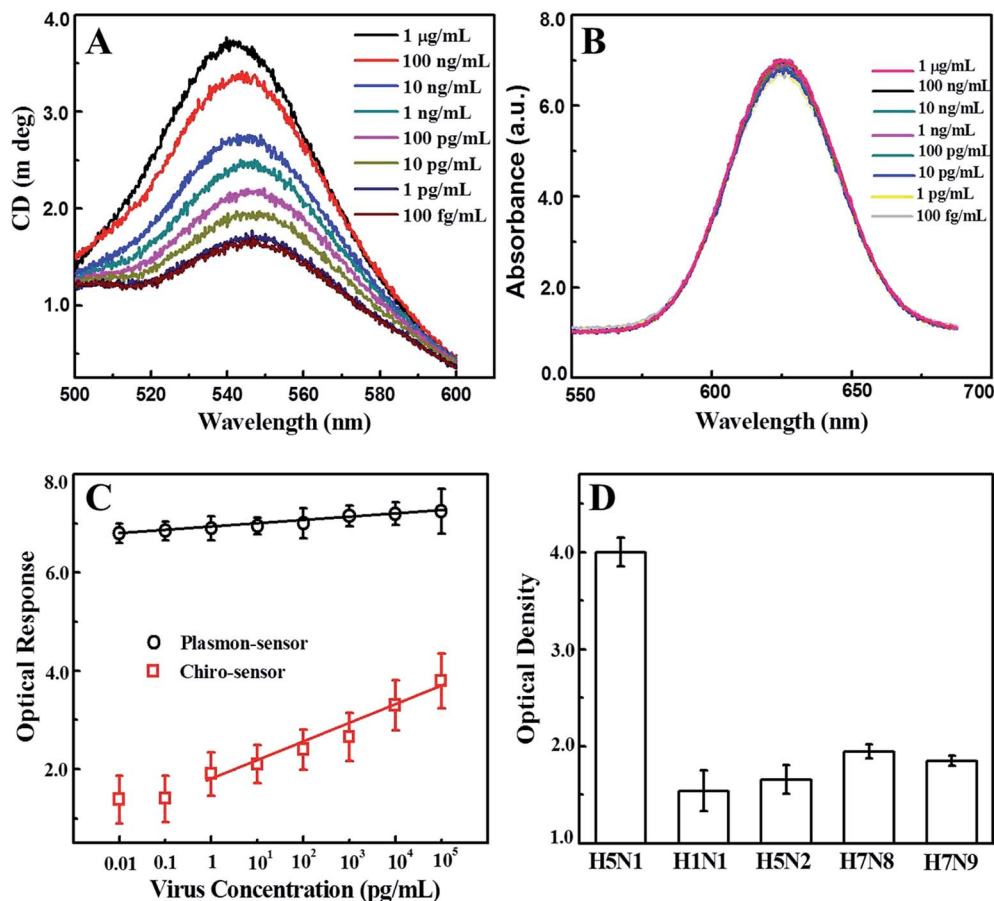 A
4.0
3.0
2.0
1.0
CD (m deg)
500 520 540 560 580 600
Wavelength (nm)
1 μg/mL
100 ng/mL
10 ng/mL
1 ng/mL
100 pg/mL
10 pg/mL
1 pg/mL
100 fg/mL
B
8.0
6.0
4.0
2.0
0.0
Absorbance (a.u.)
550 600 650 700
Wavelength (nm)
1 μg/mL
100 ng/mL
10 ng/mL
1 ng/mL
100 pg/mL
10 pg/mL
1 pg/mL
100 fg/mL
C
8.0
6.0
4.0
2.0
Optical Response
Plasmon-sensor
Chiro-sensor
0.01 0.1 1 10¹ 10² 10³ 10⁴ 10⁵
Virus Concentration (pg/mL)
D
4.0
3.0
2.0
1.0
Optical Density
H5N1 H1N1 H5N2 H7N8 H7N9